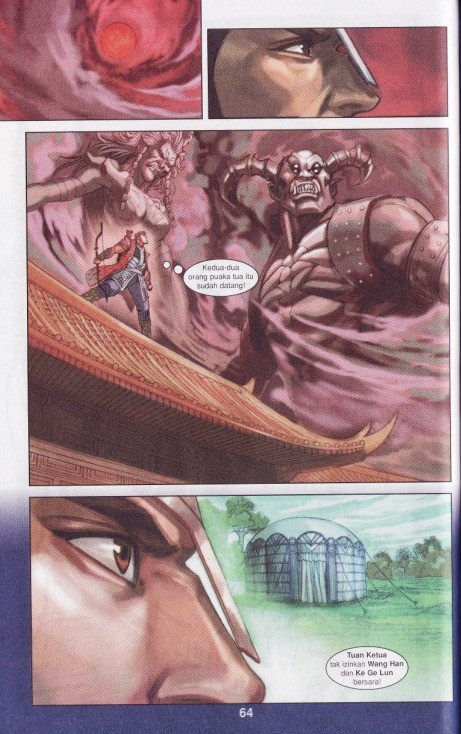 Kedua-dua
orang puaka tua itu
sudah datang!
Tuan Ketua
tak izinkan Wang Han
dan Ke Ge Lun
bersara!
64